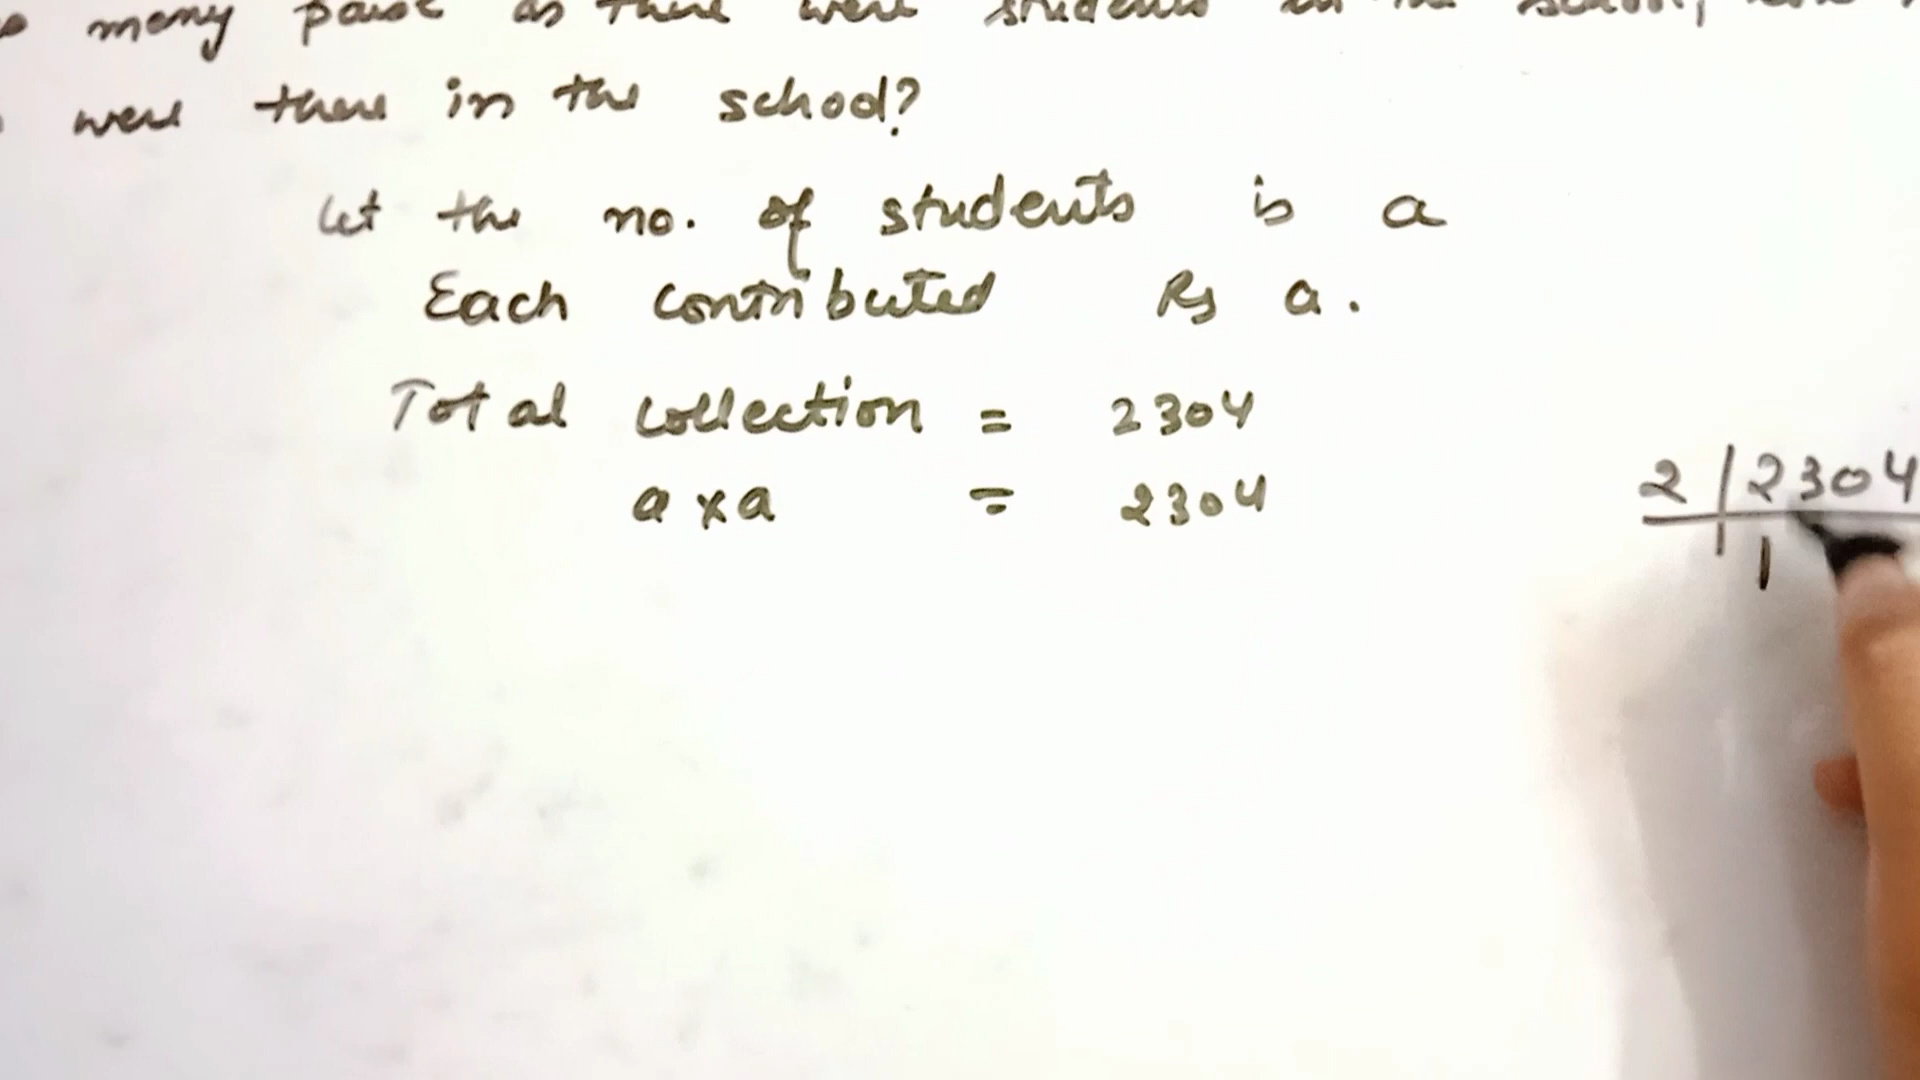 many paise as there were students in the school,
were there in the school?
Let the no. of students is a
Each contributed Rs a.
Total collection = 2304
a x a = 2304
2 | 2304
1